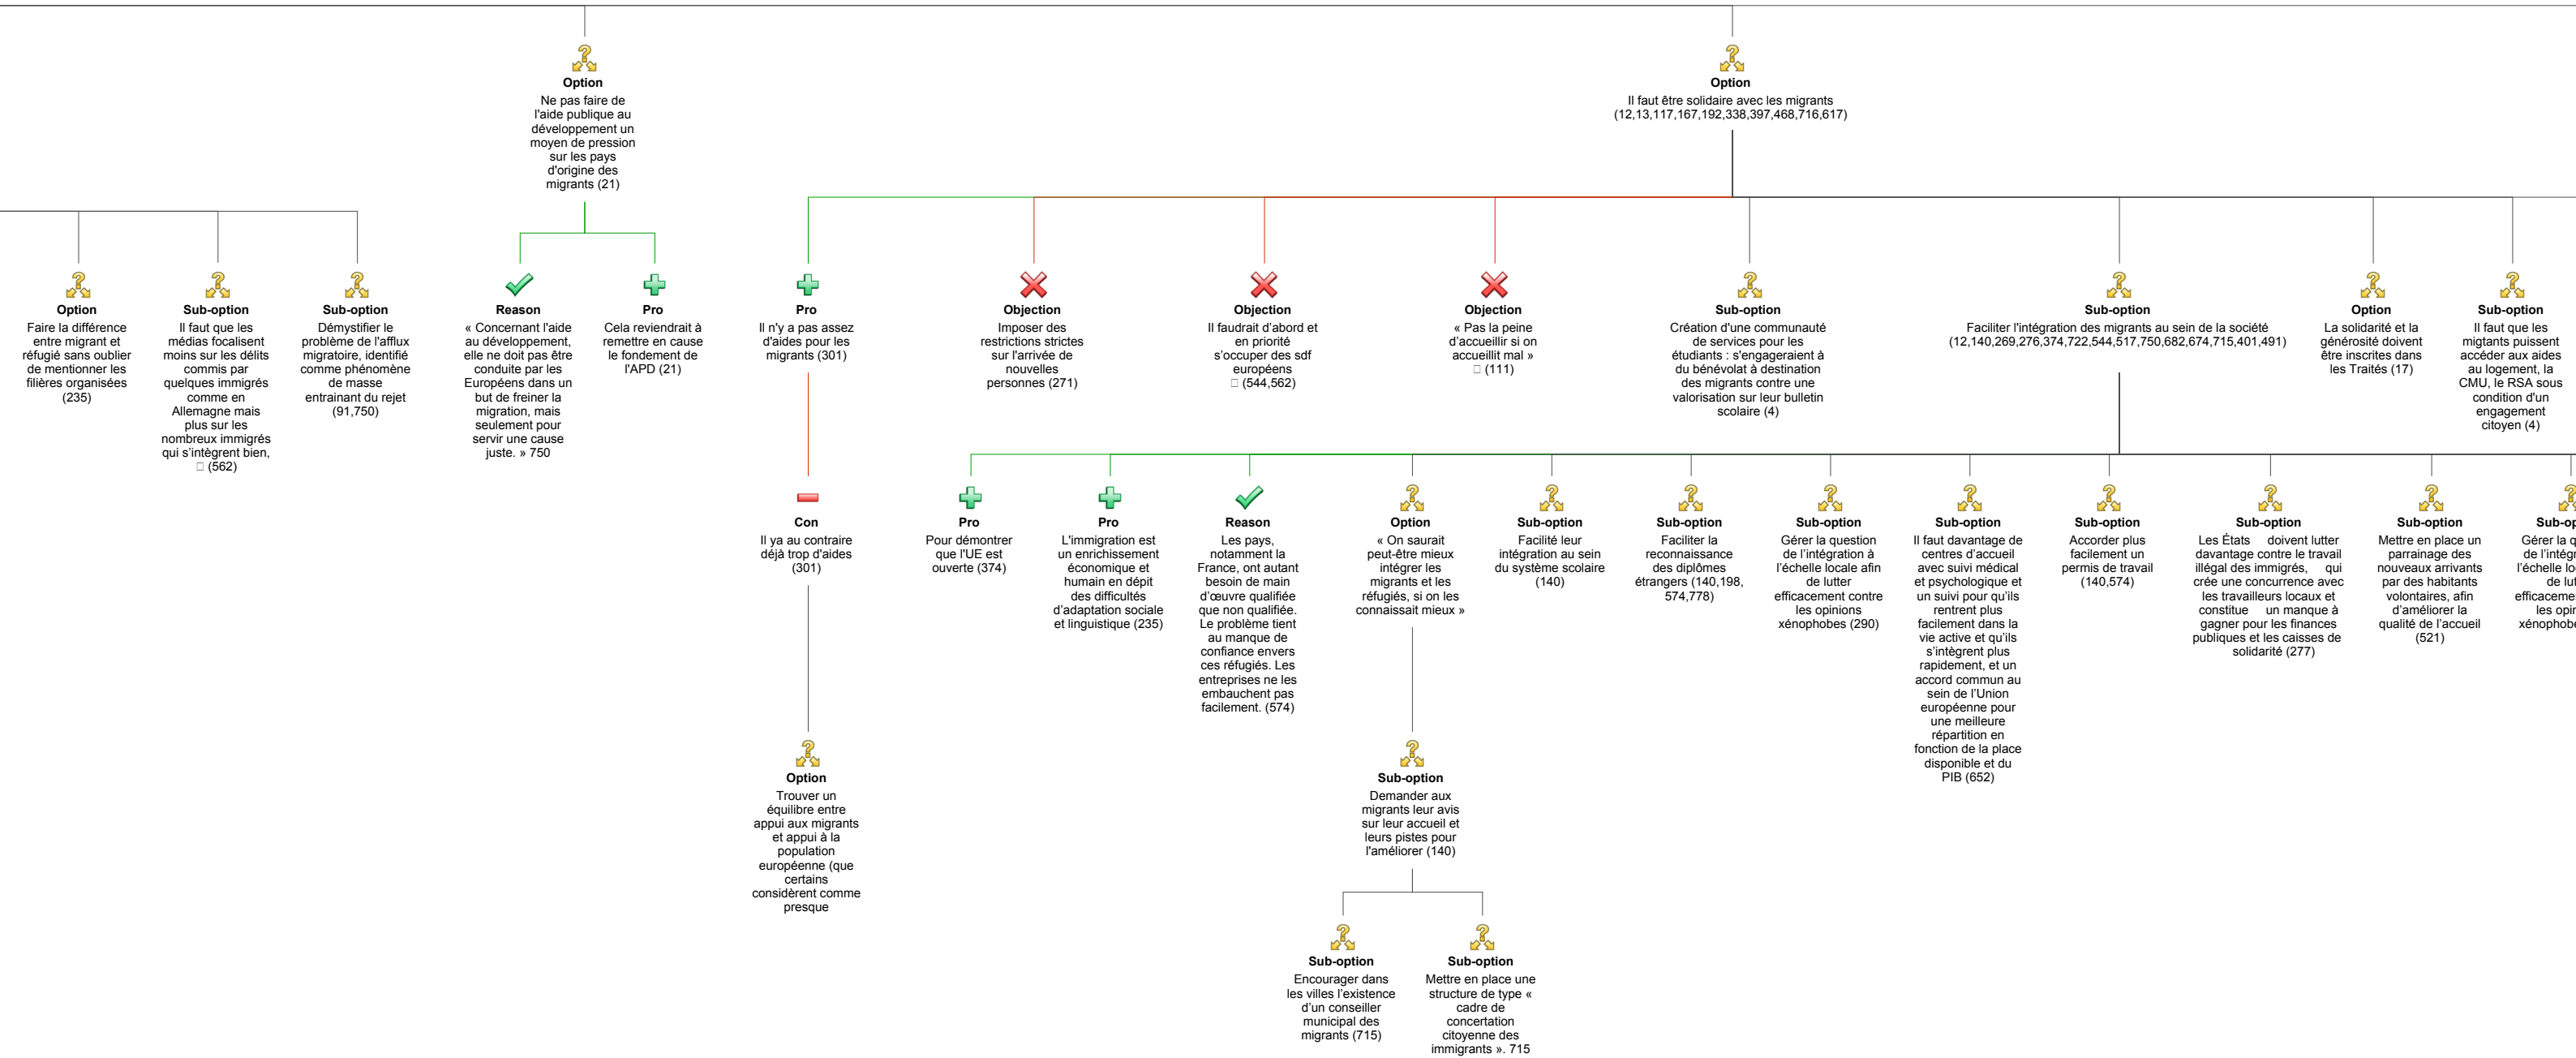 Option
Ne pas faire de
l'aide publique au
développement un
moyen de pression
sur les pays
d'origine des
migrants (21)
Option
Il faut être solidaire avec les migrants
(12,13,117,167,192,338,397,468,716,617)
Option
Faire la différence
entre migrant et
réfugié sans oublier
de mentionner les
filières organisées
(235)
Sub-option
Il faut que les
médias focalisent
moins sur les délits
commis par
quelques immigrés
comme en
Allemagne mais
plus sur les
nombreux immigrés
qui s'intègrent bien,
(562)
Sub-option
Démystifier le
problème de l'afflux
migratoire, identifié
comme phénomène
de masse
entrainant du rejet
(91,750)
Reason
« Concernant l'aide
au développement,
elle ne doit pas être
conduite par les
Européens dans un
but de freiner la
migration, mais
seulement pour
servir une cause
juste. » 750
Pro
Cela reviendrait à
remettre en cause
le fondement de
l'APD (21)
Pro
Il n'y a pas assez
d'aides pour les
migrants (301)
Objection
Imposer des
restrictions strictes
sur l'arrivée de
nouvelles
personnes (271)
Objection
Il faudrait d'abord et
en priorité
s'occuper des sdf
européens
(544,562)
Objection
« Pas la peine
d'accueillir si on
accueillit mal »
(111)
Sub-option
Création d'une communauté
de services pour les
étudiants : s'engageraient à
du bénévolat à destination
des migrants contre une
valorisation sur leur bulletin
scolaire (4)
Sub-option
Faciliter l'intégration des migrants au sein de la société
(12,140,269,276,374,722,544,517,750,682,674,715,401,491)
Option
La solidarité et la
générosité doivent
être inscrites dans
les Traités (17)
Sub-option
Il faut que les
migtants puissent
accéder aux aides
au logement, la
CMU, le RSA sous
condition d'un
engagement
citoyen (4)
Con
Il ya au contraire
déjà trop d'aides
(301)
Pro
Pour démontrer
que l'UE est
ouverte (374)
Pro
L'immigration est
un enrichissement
économique et
humain en dépit
des difficultés
d'adaptation sociale
et linguistique (235)
Reason
Les pays,
notamment la
France, ont autant
besoin de main
d'œuvre qualifiée
que non qualifiée.
Le problème tient
au manque de
confiance envers
ces réfugiés. Les
entreprises ne les
embauchent pas
facilement. (574)
Option
« On saurait
peut-être mieux
intégrer les
migrants et les
réfugiés, si on les
connaissait mieux »
Sub-option
Facilité leur
intégration au sein
du système scolaire
(140)
Sub-option
Faciliter la
reconnaissance
des diplômes
étrangers (140,198,
574,778)
Sub-option
Gérer la question
de l'intégration à
l'échelle locale afin
de lutter
efficacement contre
les opinions
xénophobes (290)
Sub-option
Il faut davantage de
centres d'accueil
avec suivi médical
et psychologique et
un suivi pour qu'ils
rentrent plus
facilement dans la
vie active et qu'ils
s'intègrent plus
rapidement, et un
accord commun au
sein de l'Union
européenne pour
une meilleure
répartition en
fonction de la place
disponible et du
PIB (652)
Sub-option
Accorder plus
facilement un
permis de travail
(140,574)
Sub-option
Les États doivent lutter
davantage contre le travail
illégal des immigrés, qui
crée une concurrence avec
les travailleurs locaux et
constitue un manque à
gagner pour les finances
publiques et les caisses de
solidarité (277)
Sub-option
Mettre en place un
parrainage des
nouveaux arrivants
par des habitants
volontaires, afin
d'améliorer la
qualité de l'accueil
(521)
Sub-op
Gérer la q
de l'intégr
l'échelle lo
de lut
efficaceme
les opin
xénophobe
Option
Trouver un
équilibre entre
appui aux migrants
et appui à la
population
européenne (que
certains
considèrent comme
presque
Sub-option
Demander aux
migrants leur avis
sur leur accueil et
leurs pistes pour
l'améliorer (140)
Sub-option
Encourager dans
les villes l'existence
d'un conseiller
municipal des
migrants (715)
Sub-option
Mettre en place une
structure de type «
cadre de
concertation
citoyenne des
immigrants ». 715